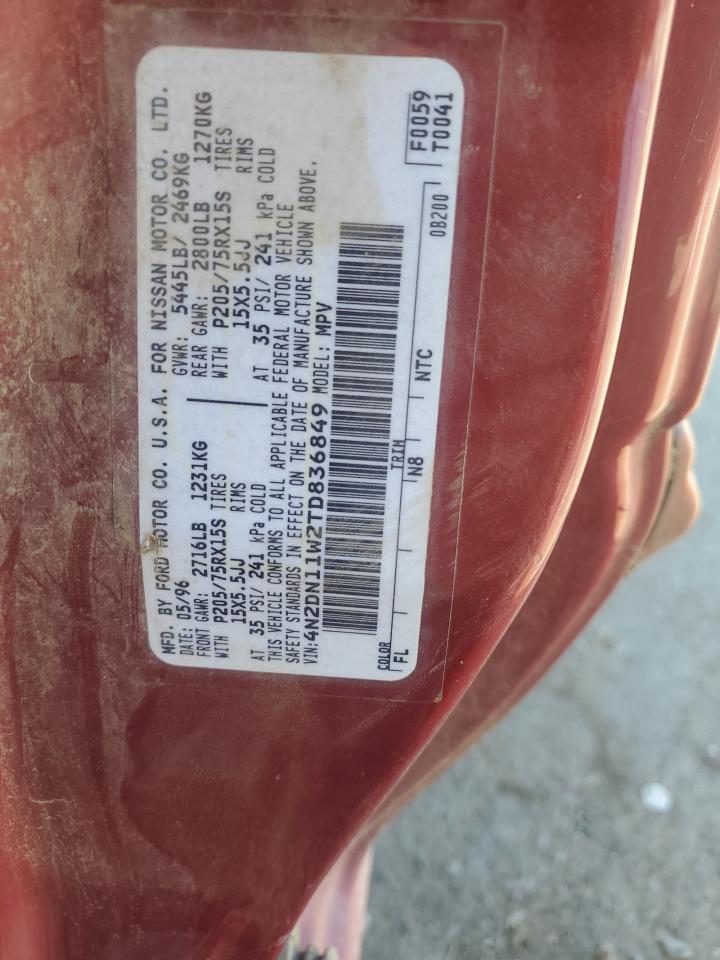 MFD. BY FORD MOTOR CO. U.S.A. FOR NISSAN MOTOR CO. LTD.
DATE: 05/96 GVWR: 5445LB/ 2469KG
FRONT GAWR: 2716LB 1231KG REAR GAWR: 2800LB 1270KG
WITH P205/75RX15S TIRES WITH P205/75RX15S TIRES
15X5.5JJ RIMS 15X5.5JJ RIMS
AT 35 PSI/ 241 kPa COLD AT 35 PSI/ 241 kPa COLD
THIS VEHICLE CONFORMS TO ALL APPLICABLE FEDERAL MOTOR VEHICLE
SAFETY STANDARDS IN EFFECT ON THE DATE OF MANUFACTURE SHOWN ABOVE.
VIN: 4N2DN11W2TD836849 MODEL: MPV
F0059
T0041
COLOR TRIM 0B200
FL N8 NTC